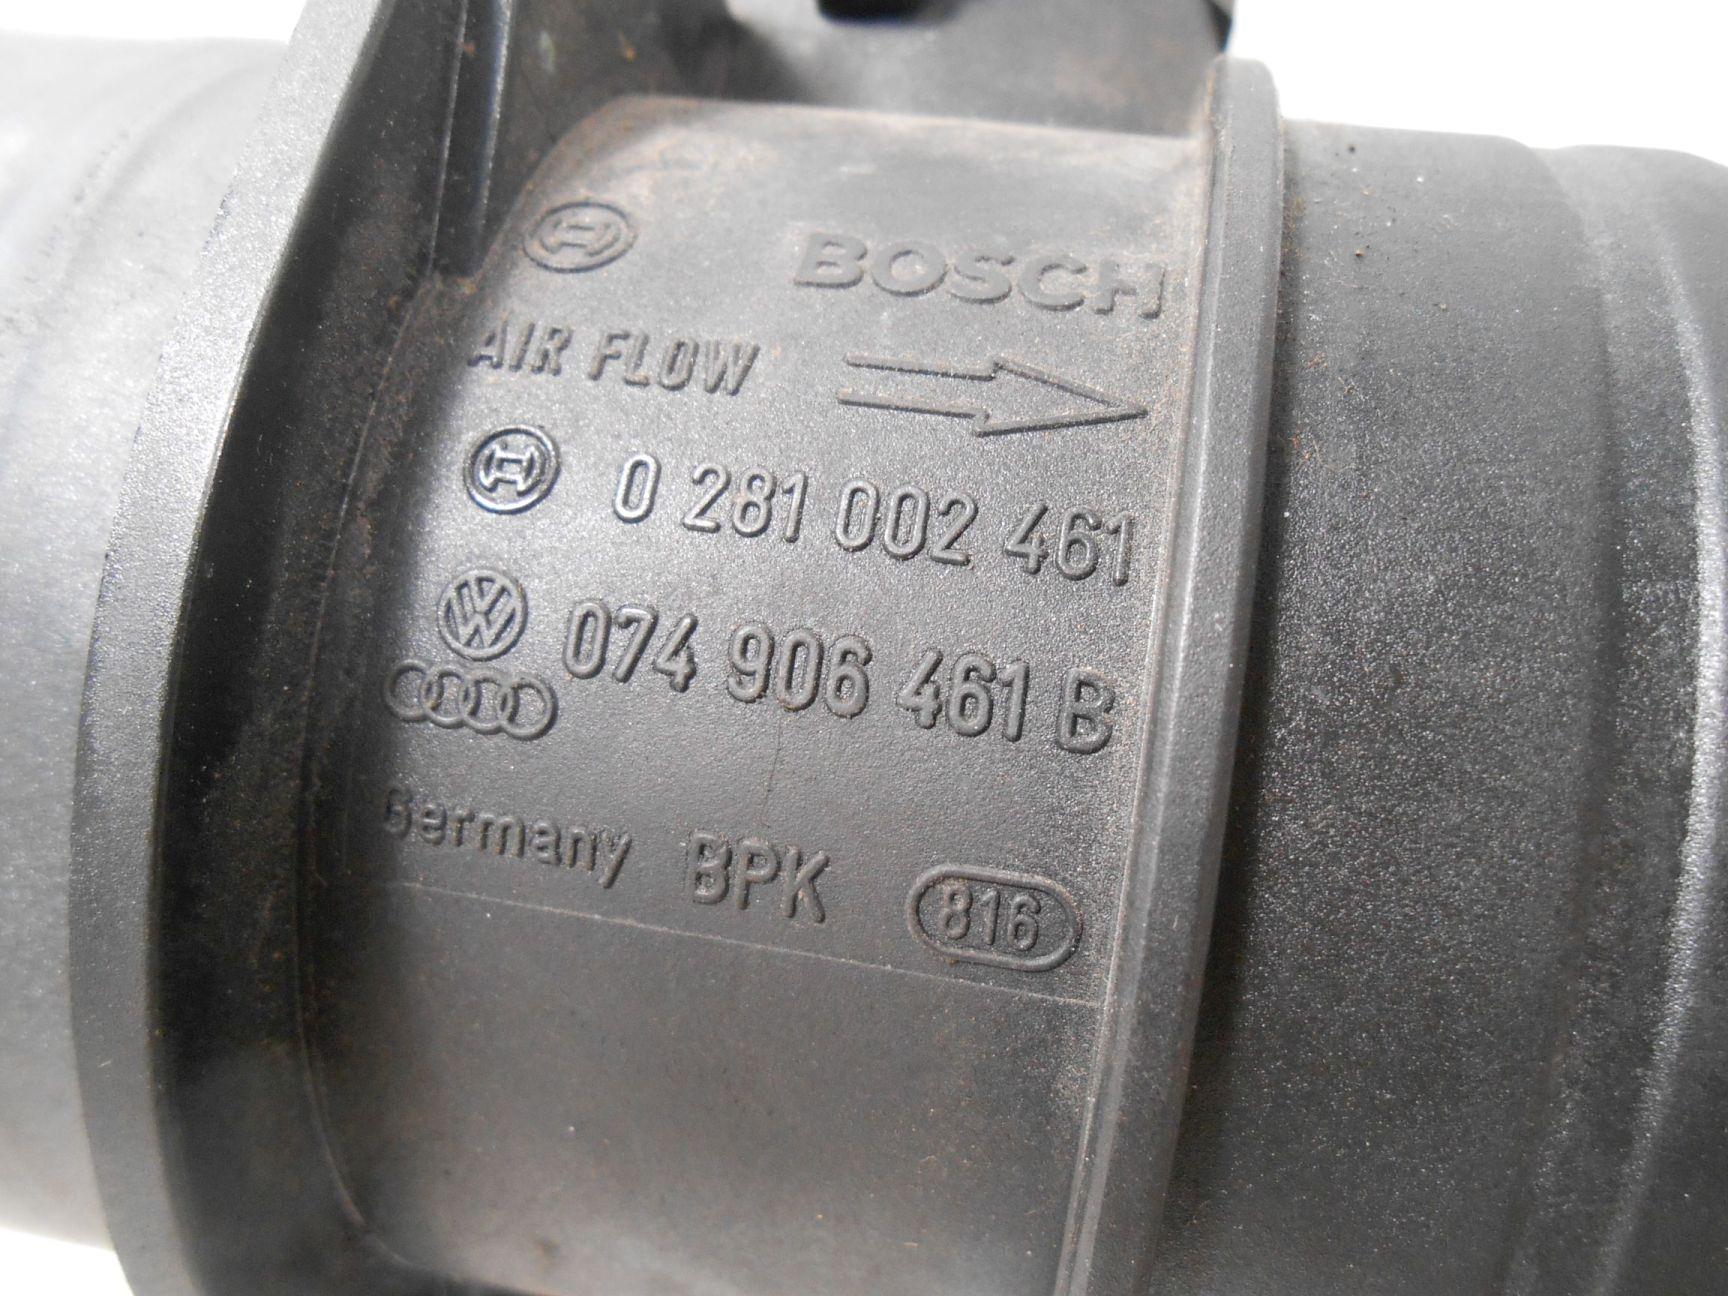 BOSCH
AIR FLOW
0 281 002 461
074 906 461 B
Germany BPK 816